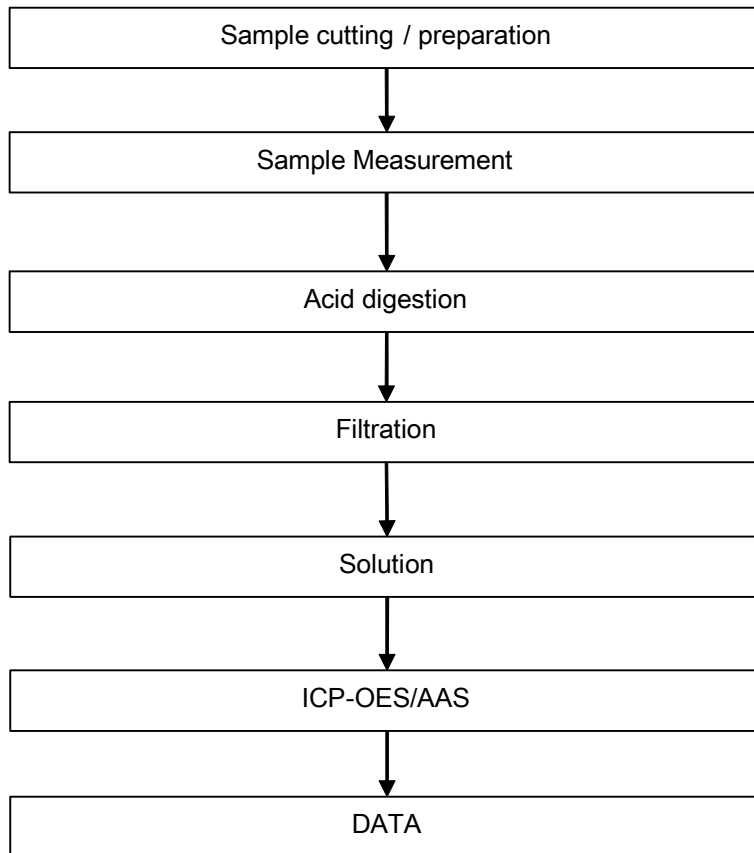 Sample cutting / preparation
Sample Measurement
Acid digestion
Filtration
Solution
ICP-OES/AAS
DATA